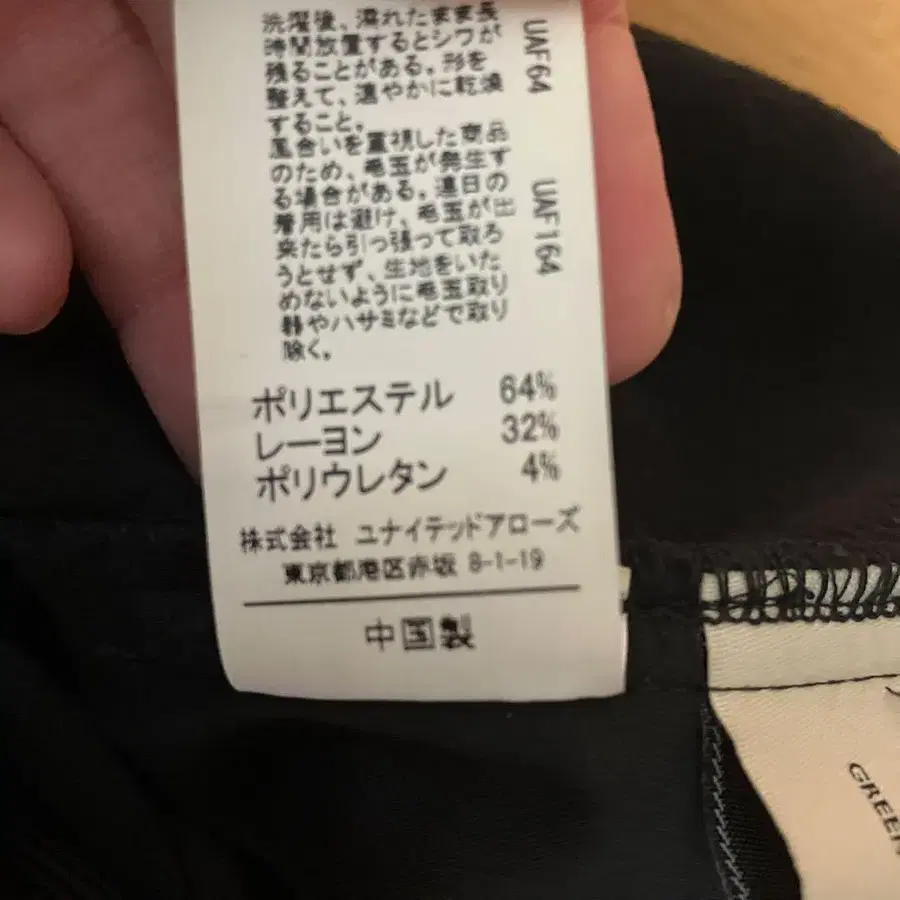 洗濯後、濡れたまま長
時間放置するとシワが
残ることがある。形を
整えて、速やかに乾燥
すること。
風合いを重視した商品
のため、毛玉が発生す
る場合がある。連日の
着用は避け、毛玉が出
来たら引っ張って取ろ
うとせず、生地をいた
めないように毛玉取り
器やハサミなどで取り
除く。
UAF64
UAF164
ポリエステル 64%
レーヨン 32%
ポリウレタン 4%
株式会社 ユナイテッドアローズ
東京都港区赤坂 8-1-19
中国製
GREEN